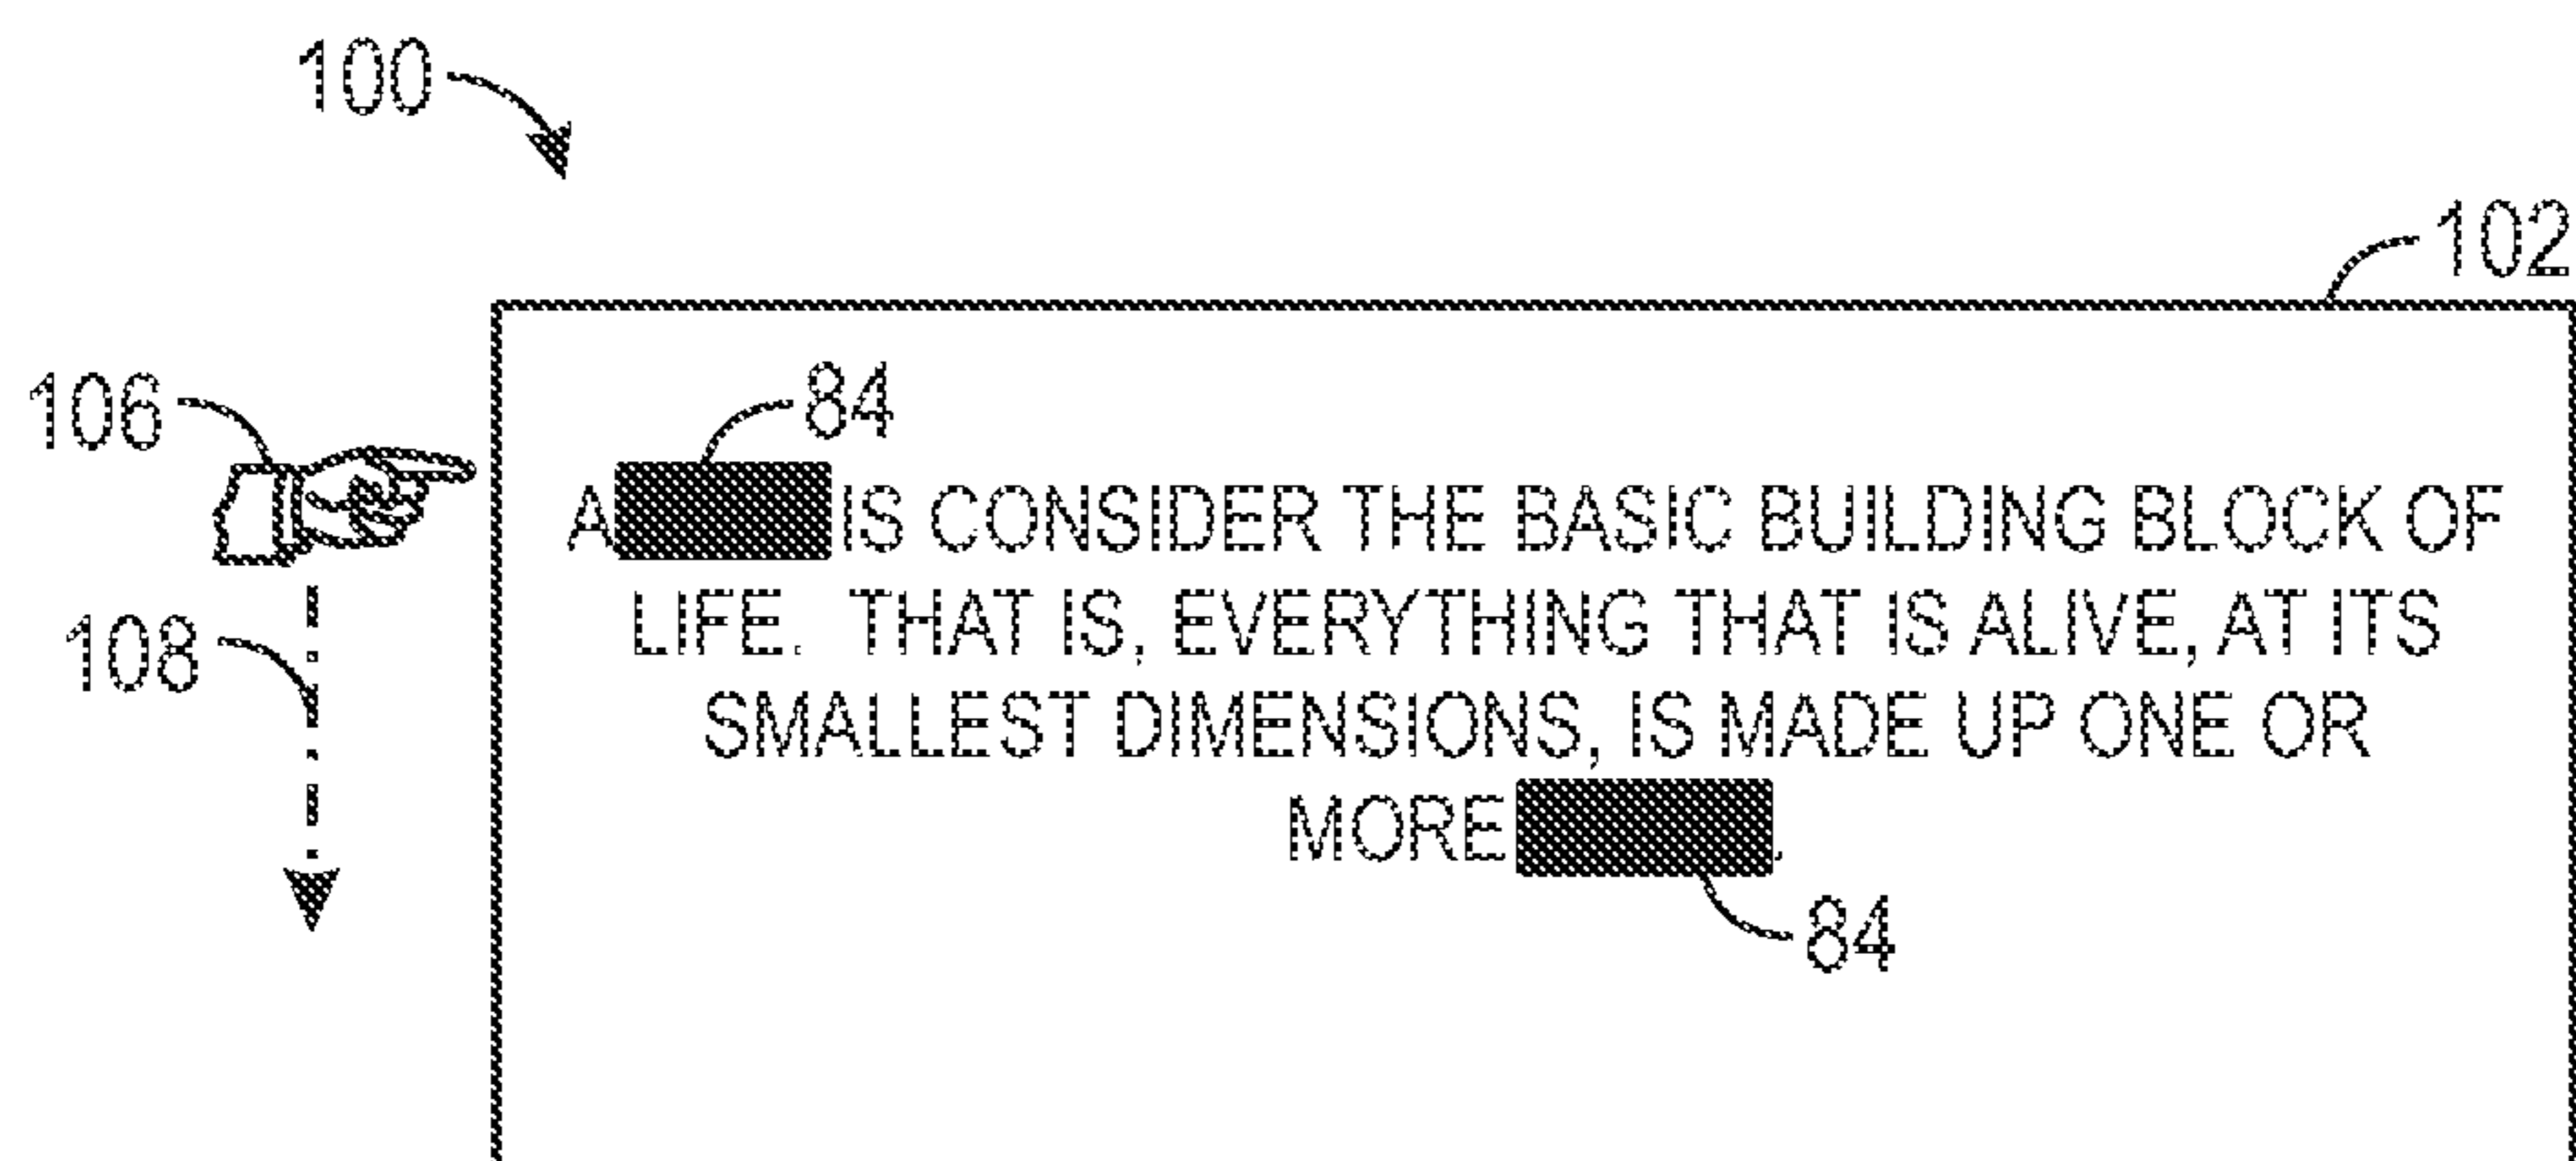 100
102
106
84
A IS CONSIDER THE BASIC BUILDING BLOCK OF
LIFE. THAT IS, EVERYTHING THAT IS ALIVE, AT ITS
108
SMALLEST DIMENSIONS, IS MADE UP ONE OR
MORE .
84